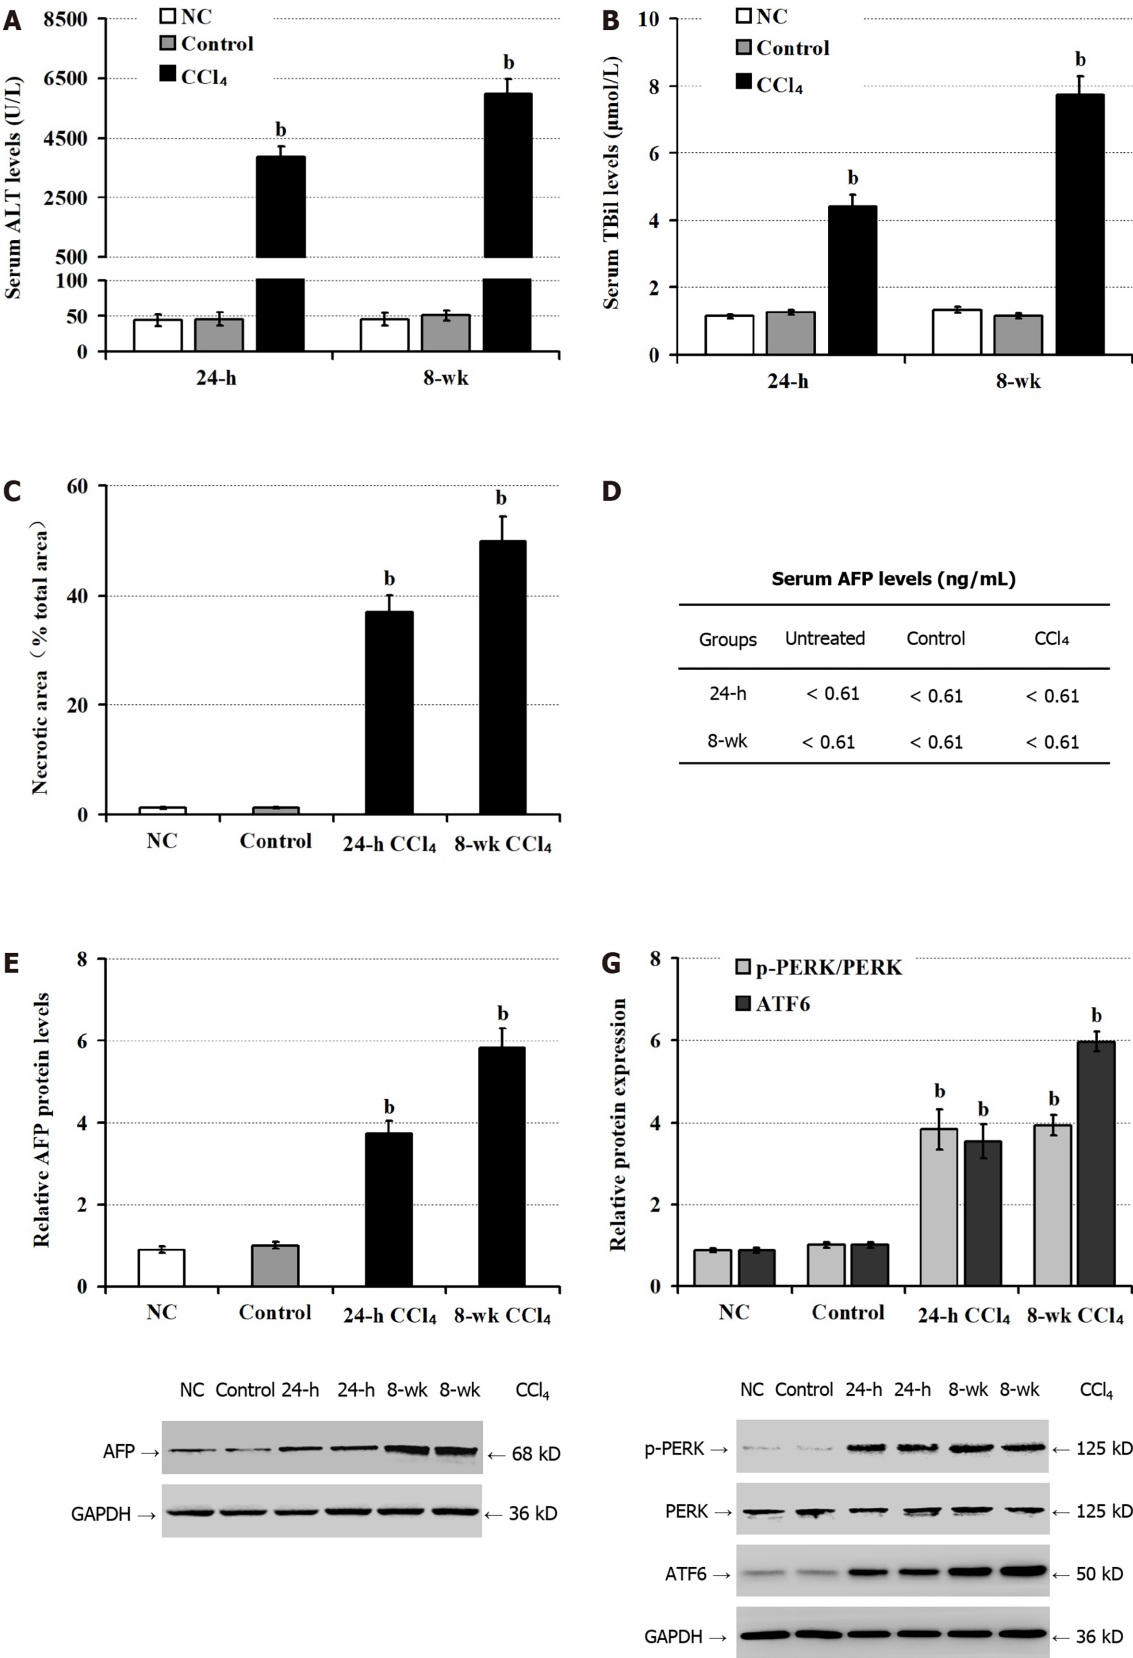 A
Serum ALT levels (U/L)
8500
6500
4500
2500
500
100
50
0
NC
Control
CCl₄
b
b
24-h
8-wk
B
Serum TBil levels (μmol/L)
10
8
6
4
2
0
NC
Control
CCl₄
b
b
24-h
8-wk
C
Necrotic area（% total area）
60
40
20
0
b
b
NC Control 24-h CCl₄ 8-wk CCl₄
D
Serum AFP levels (ng/mL)
Groups Untreated Control CCl₄
24-h < 0.61 < 0.61 < 0.61
8-wk < 0.61 < 0.61 < 0.61
E
Relative AFP protein levels
8
6
4
2
0
b
b
NC Control 24-h CCl₄ 8-wk CCl₄
NC Control 24-h 24-h 8-wk 8-wk CCl₄
AFP → ← 68 kD
GAPDH → ← 36 kD
G
Relative protein expression
8
6
4
2
0
p-PERK/PERK
ATF6
b b b b
NC Control 24-h CCl₄ 8-wk CCl₄
NC Control 24-h 24-h 8-wk 8-wk CCl₄
p-PERK → ← 125 kD
PERK → ← 125 kD
ATF6 → ← 50 kD
GAPDH → ← 36 kD